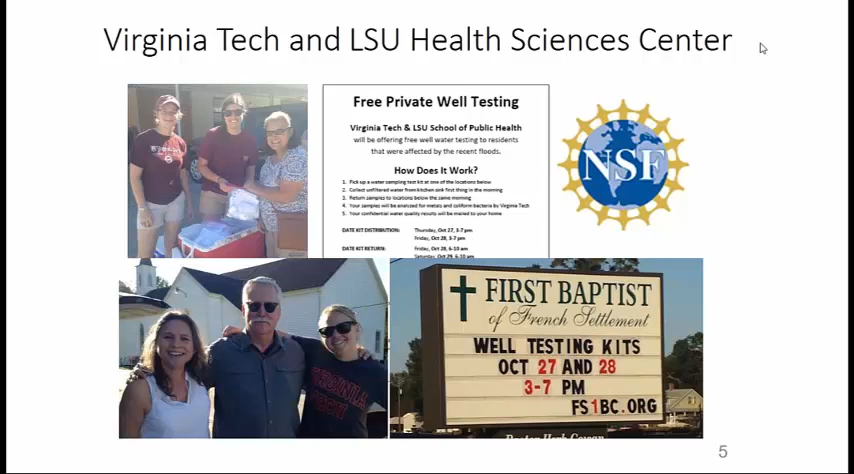 Virginia Tech and LSU Health Sciences Center
Free Private Well Testing
Virginia Tech & LSU School of Public Health
will be offering free well water testing to residents
that were affected by the recent floods.
How Does It Work?
1. Pick up a water sampling test kit at one of the locations below
2. Collect unfiltered water from kitchen sink first thing in the morning
3. Return samples to locations below the same morning
4. Your samples will be analyzed for metals and coliform bacteria by Virginia Tech
5. Your confidential water quality results will be mailed to your home
DATE KIT DISTRIBUTION: Thursday, Oct 27, 3-7 pm
Friday, Oct 28, 3-7 pm
DATE KIT RETURN: Friday, Oct 28, 6-10 am
Saturday, Oct 29, 6-10 am
NSF
VIRGINIA
TECH
FIRST BAPTIST
of French Settlement
WELL TESTING KITS
OCT 27 AND 28
3-7 PM
FS1BC.ORG
5